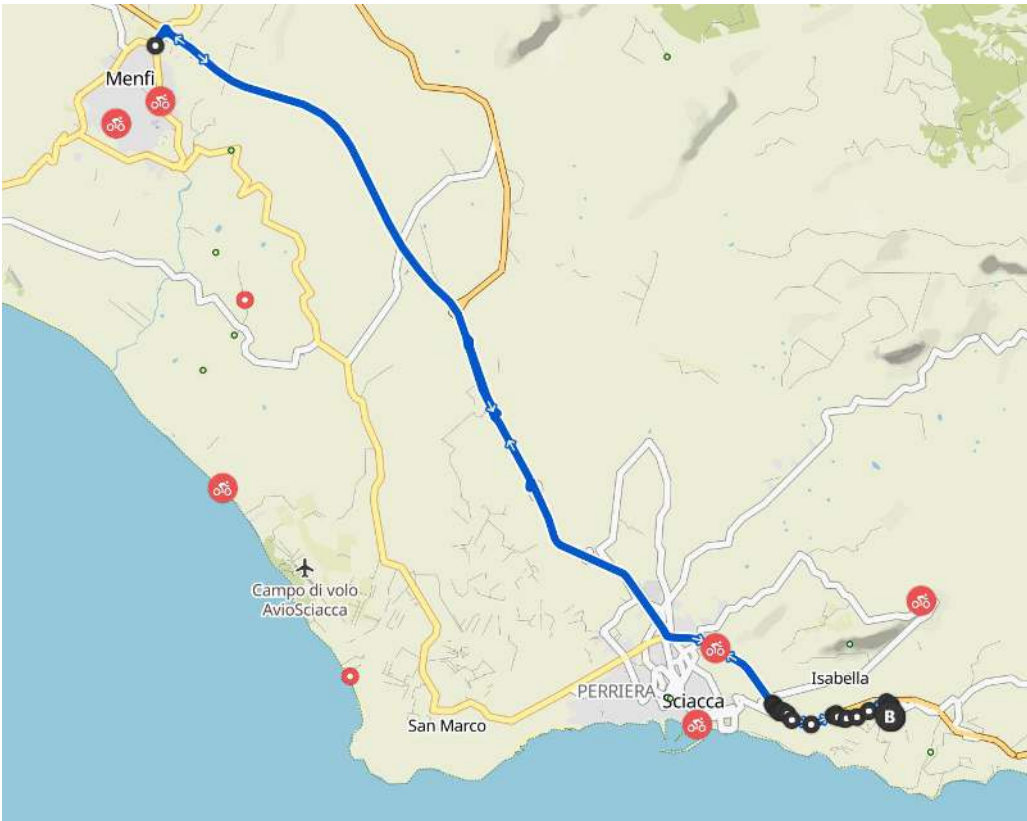 Menfi
Campo di volo
AvioSciacca
Isabella
PERRIERA
Sciacca
San Marco
B